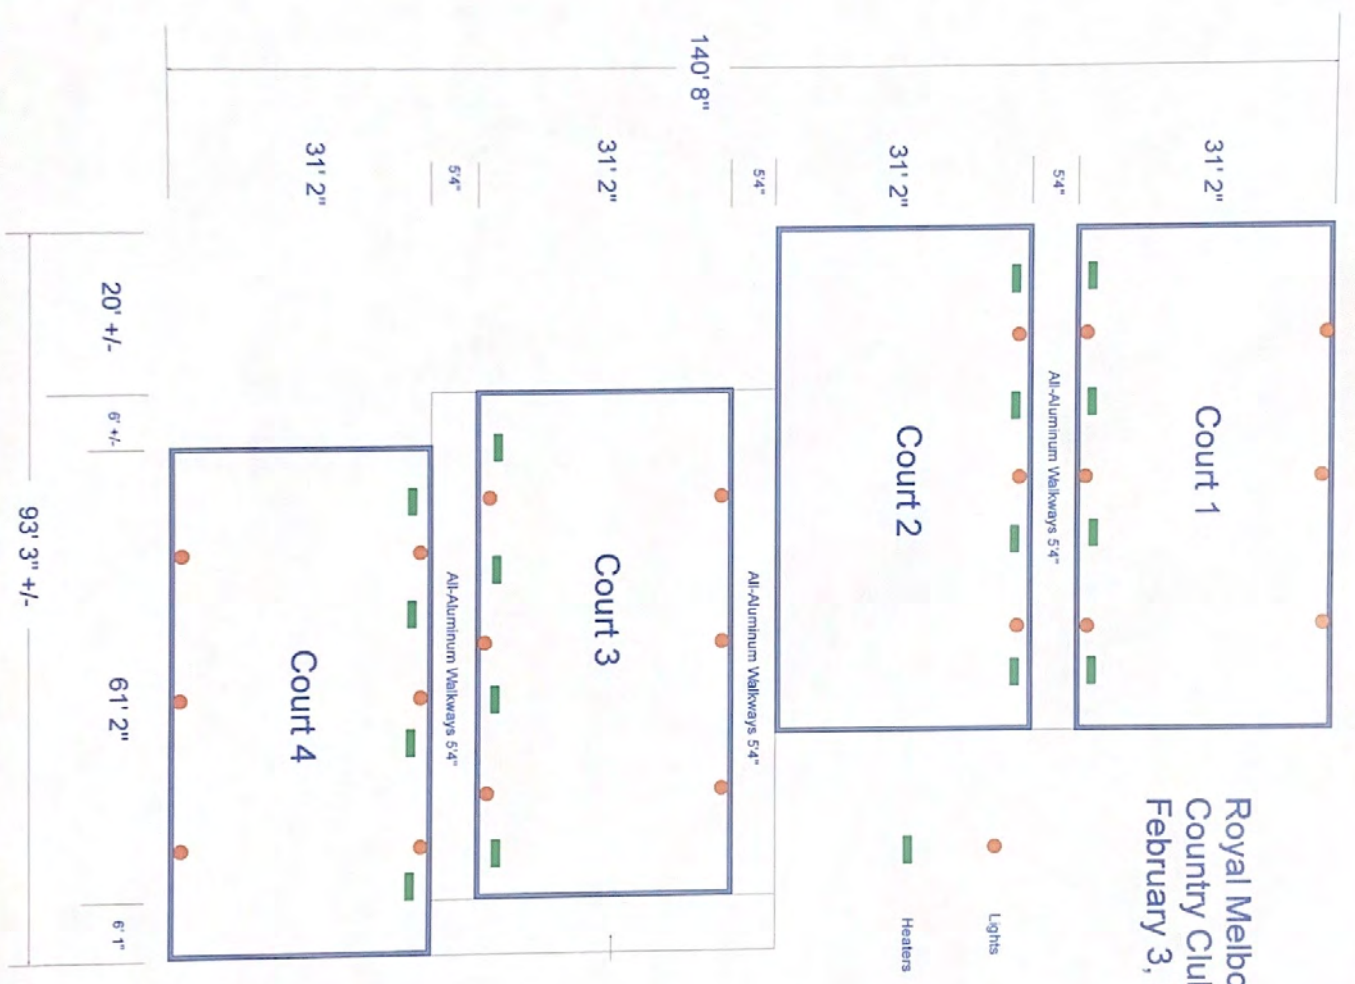 Royal Melbo
Country Clu
February 3,
140' 8"
31' 2"
5'4"
31' 2"
5'4"
31' 2"
5'4"
31' 2"
Court 1
All-Aluminum Walkways 5'4"
Court 2
All-Aluminum Walkways 5'4"
Court 3
All-Aluminum Walkways 5'4"
Court 4
Lights
Heaters
20' +/-
6' +/-
61' 2"
6' 1"
93' 3" +/-